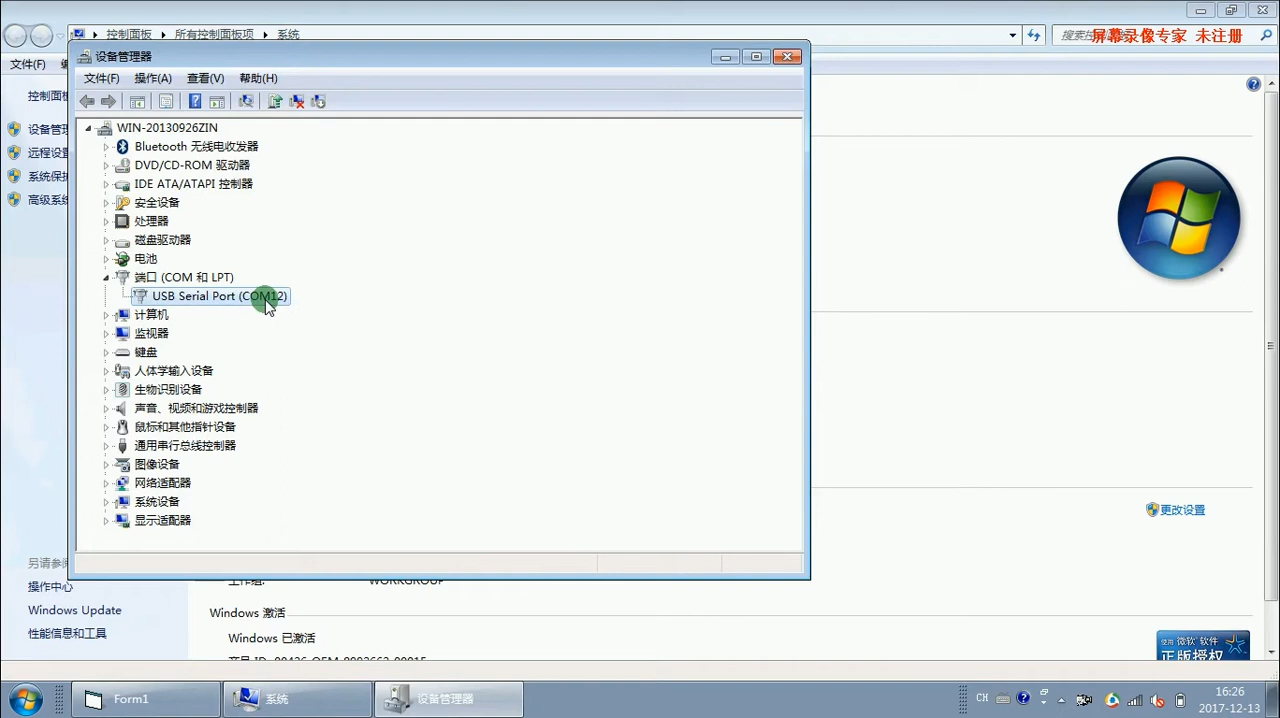 控制面板 ▸ 所有控制面板项 ▸ 系统
屏幕录像专家 未注册
文件(F)
设备管理器
文件(F) 操作(A) 查看(V) 帮助(H)
WIN-20130926ZIN
Bluetooth 无线电收发器
DVD/CD-ROM 驱动器
IDE ATA/ATAPI 控制器
安全设备
处理器
磁盘驱动器
电池
端口 (COM 和 LPT)
USB Serial Port (COM12)
计算机
监视器
键盘
人体学输入设备
生物识别设备
声音、视频和游戏控制器
鼠标和其他指针设备
通用串行总线控制器
图像设备
网络适配器
系统设备
显示适配器
控制面板
设备管
远程设
系统保
高级系
更改设置
另请参
操作中心
Windows Update
性能信息和工具
工作组: WORKGROUP
Windows 激活
Windows 已激活
使用 微软 软件
正版授权
Form1
系统
设备管理器
CH
16:26
2017-12-13